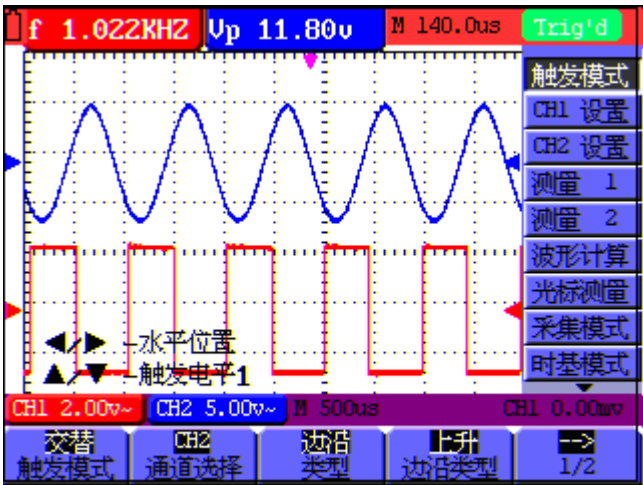 f 1.022KHZ Vp 11.80v M 140.0us Trig'd
触发模式
CH1 设置
CH2 设置
测量 1
测量 2
波形计算
光标测量
采集模式
时基模式
◀/▶ -水平位置
▲/▼ -触发电平1
CH1 2.00v~ CH2 5.00v~ M 500us CH1 0.00mv
交替 CH2 边沿 上升 -->
触发模式 通道选择 类型 边沿类型 1/2